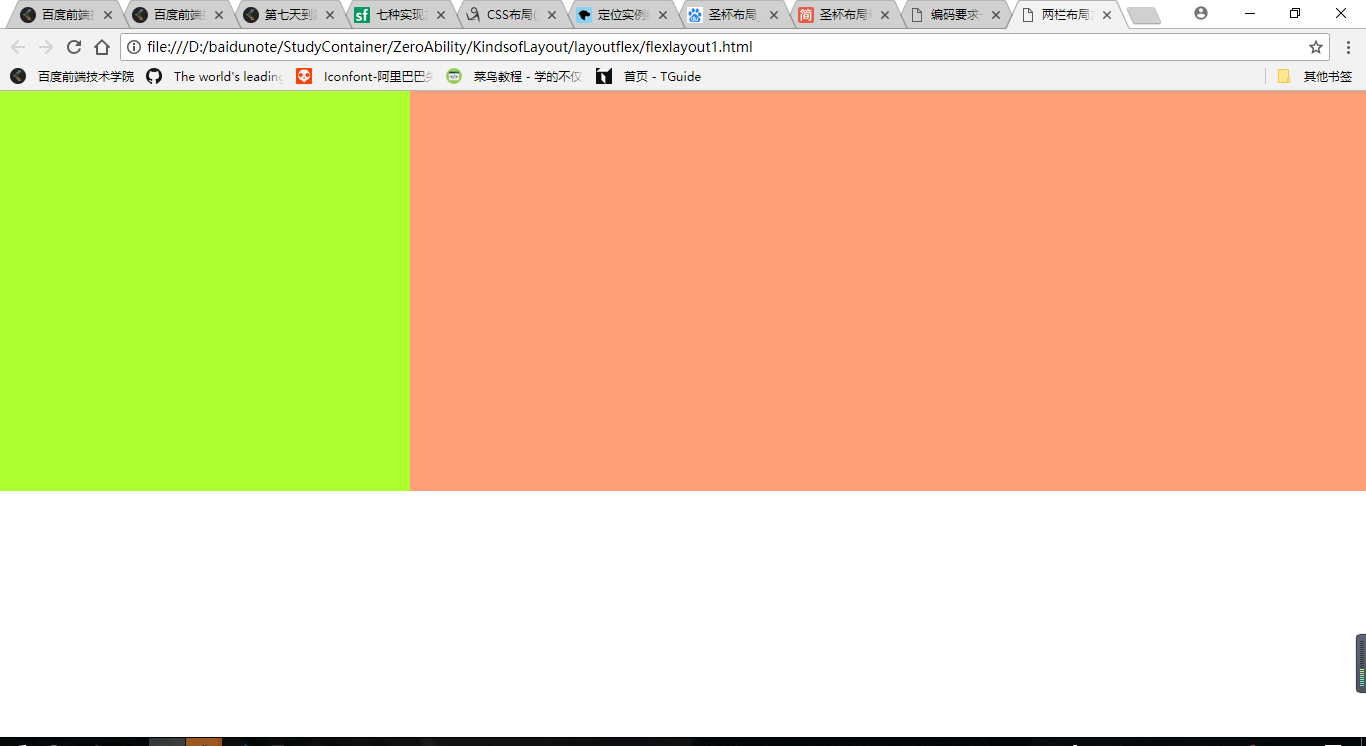 百度前端 百度前端 第七天到 sf 七种实现 CSS布局( 定位实例 圣杯布局_ 简 圣杯布局 编码要求- 两栏布局
file:///D:/baidunote/StudyContainer/ZeroAbility/KindsofLayout/layoutflex/flexlayout1.html
百度前端技术学院 The world's leading Iconfont-阿里巴巴 菜鸟教程 - 学的不仅 首页 - TGuide 其他书签